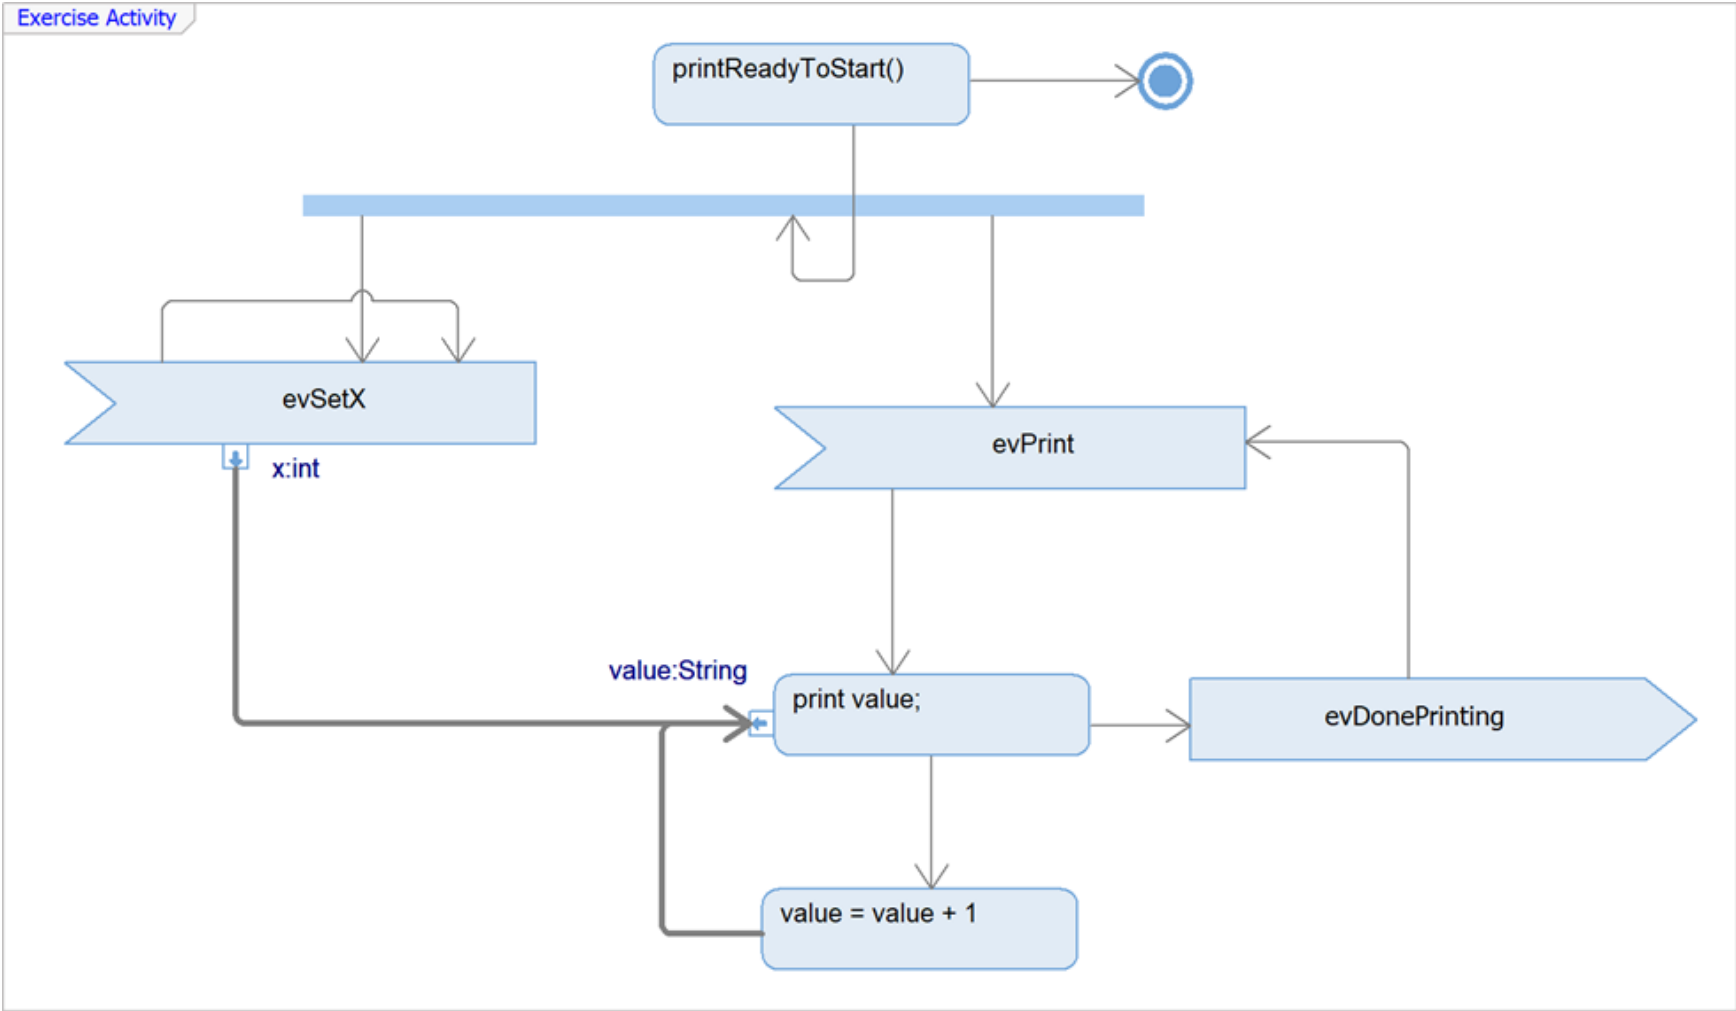 Exercise Activity
printReadyToStart()
evSetX
x:int
evPrint
value:String
print value;
evDonePrinting
value = value + 1